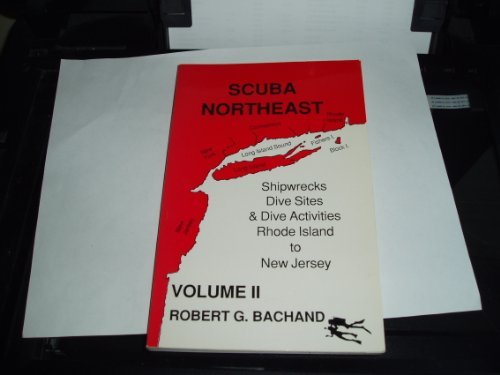 SCUBA
NORTHEAST
Long Island Sound
Fishers I.
Block I.
Shipwrecks
Dive Sites
& Dive Activities
Rhode Island
to
New Jersey
VOLUME II
ROBERT G. BACHAND